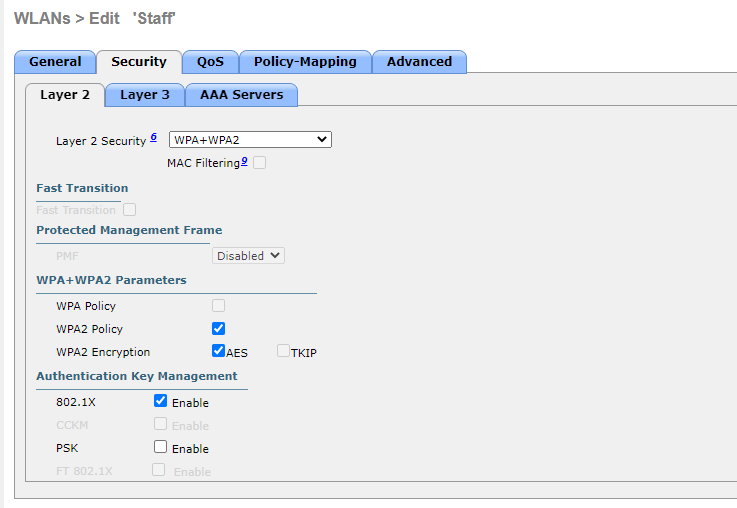 WLANs > Edit 'Staff'
General Security QoS Policy-Mapping Advanced
Layer 2 Layer 3 AAA Servers
Layer 2 Security 6 WPA+WPA2
MAC Filtering 9
Fast Transition
Fast Transition
Protected Management Frame
PMF Disabled
WPA+WPA2 Parameters
WPA Policy
WPA2 Policy
WPA2 Encryption AES TKIP
Authentication Key Management
802.1X Enable
CCKM Enable
PSK Enable
FT 802.1X Enable